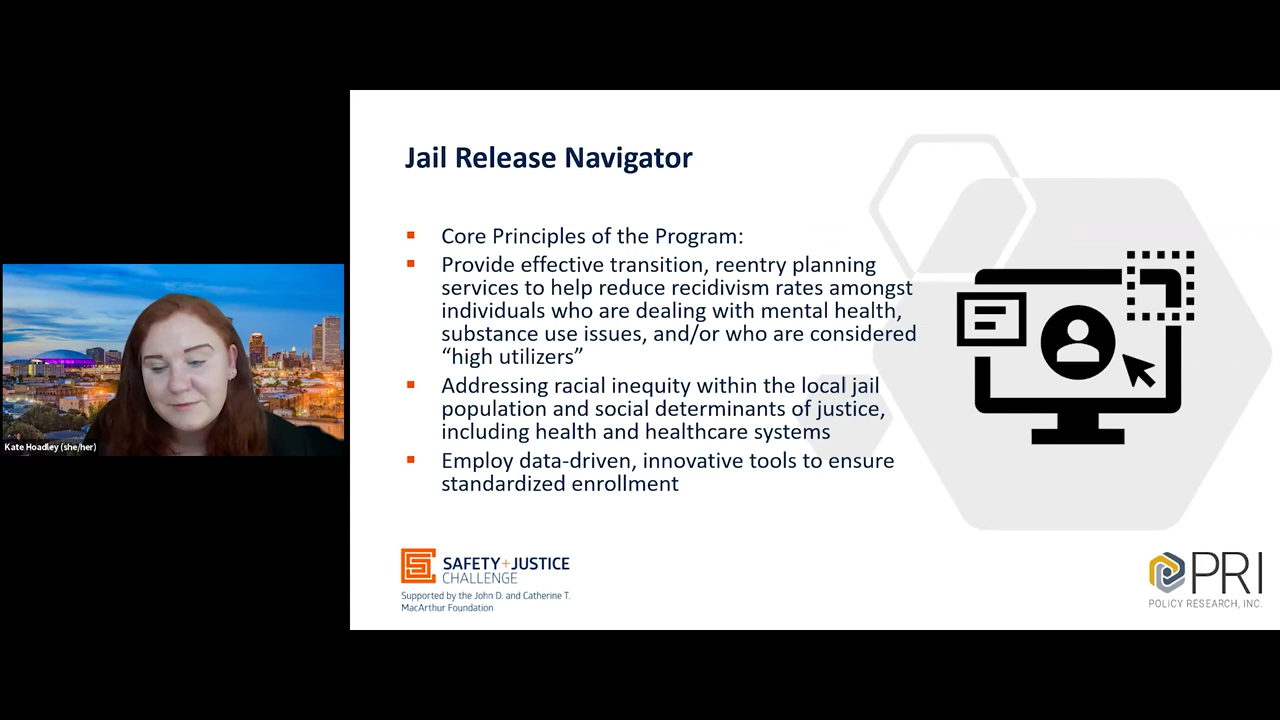 Jail Release Navigator
Core Principles of the Program:
Provide effective transition, reentry planning
services to help reduce recidivism rates amongst
individuals who are dealing with mental health,
substance use issues, and/or who are considered
“high utilizers”
Addressing racial inequity within the local jail
population and social determinants of justice,
including health and healthcare systems
Employ data-driven, innovative tools to ensure
standardized enrollment
Kate Hoadley (she/her)
SAFETY+JUSTICE
CHALLENGE
Supported by the John D. and Catherine T.
MacArthur Foundation
PRI
POLICY RESEARCH, INC.